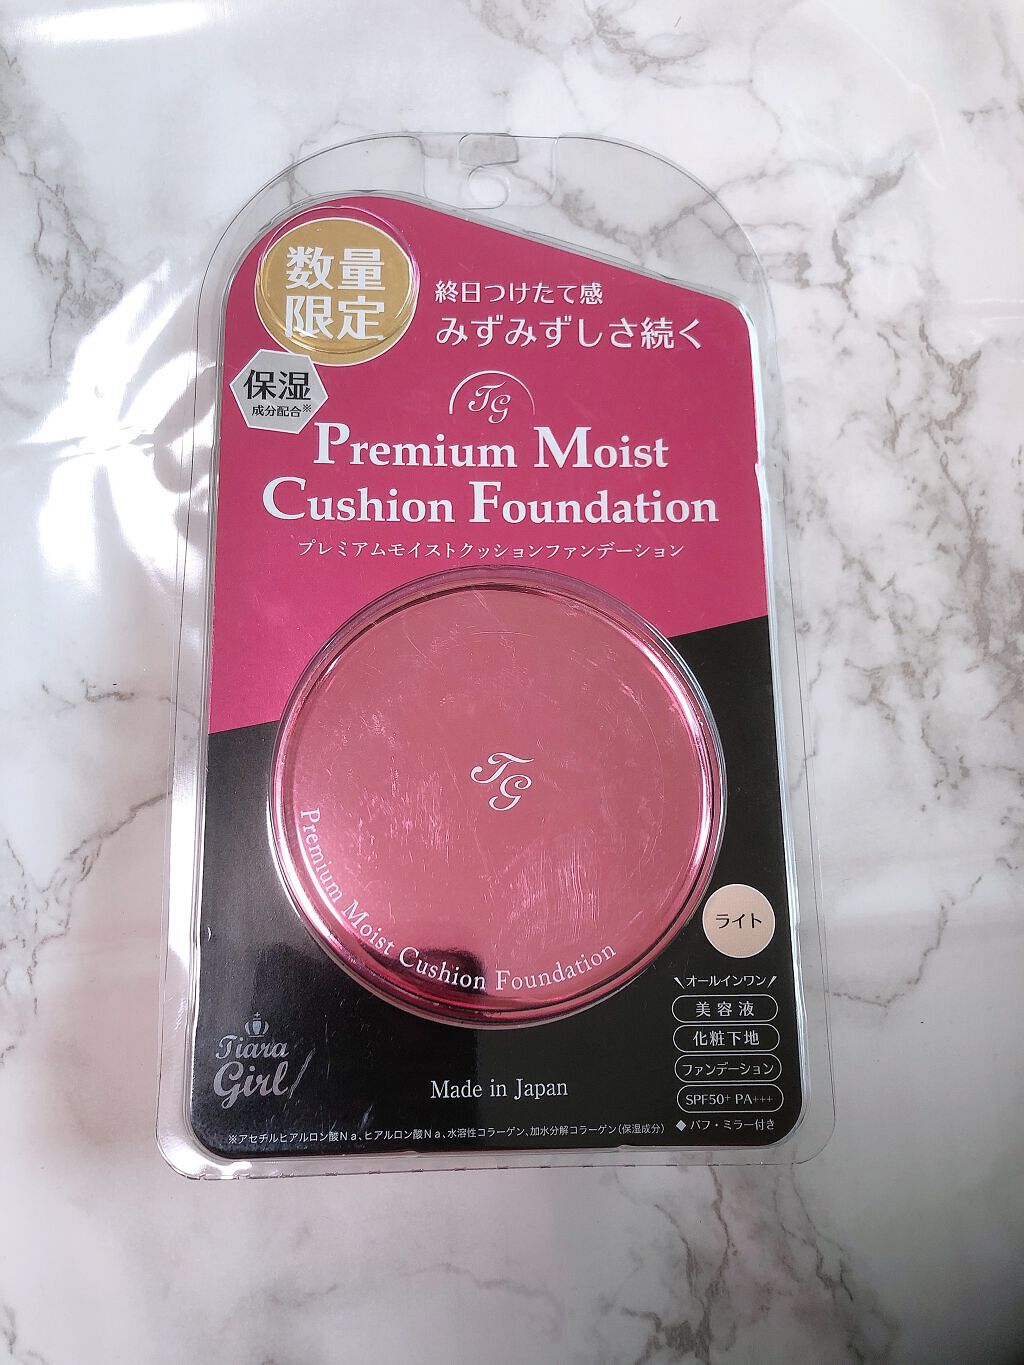 数量
限定
終日つけたて感
みずみずしさ続く
保湿
成分配合※
TG
Premium Moist
Cushion Foundation
プレミアムモイストクッションファンデーション
TG
Premium Moist Cushion Foundation
ライト
オールインワン
美容液
化粧下地
ファンデーション
SPF50+ PA+++
◆パフ・ミラー付き
Tiara
Girl
Made in Japan
※アセチルヒアルロン酸Na、ヒアルロン酸Na、水溶性コラーゲン、加水分解コラーゲン(保湿成分)